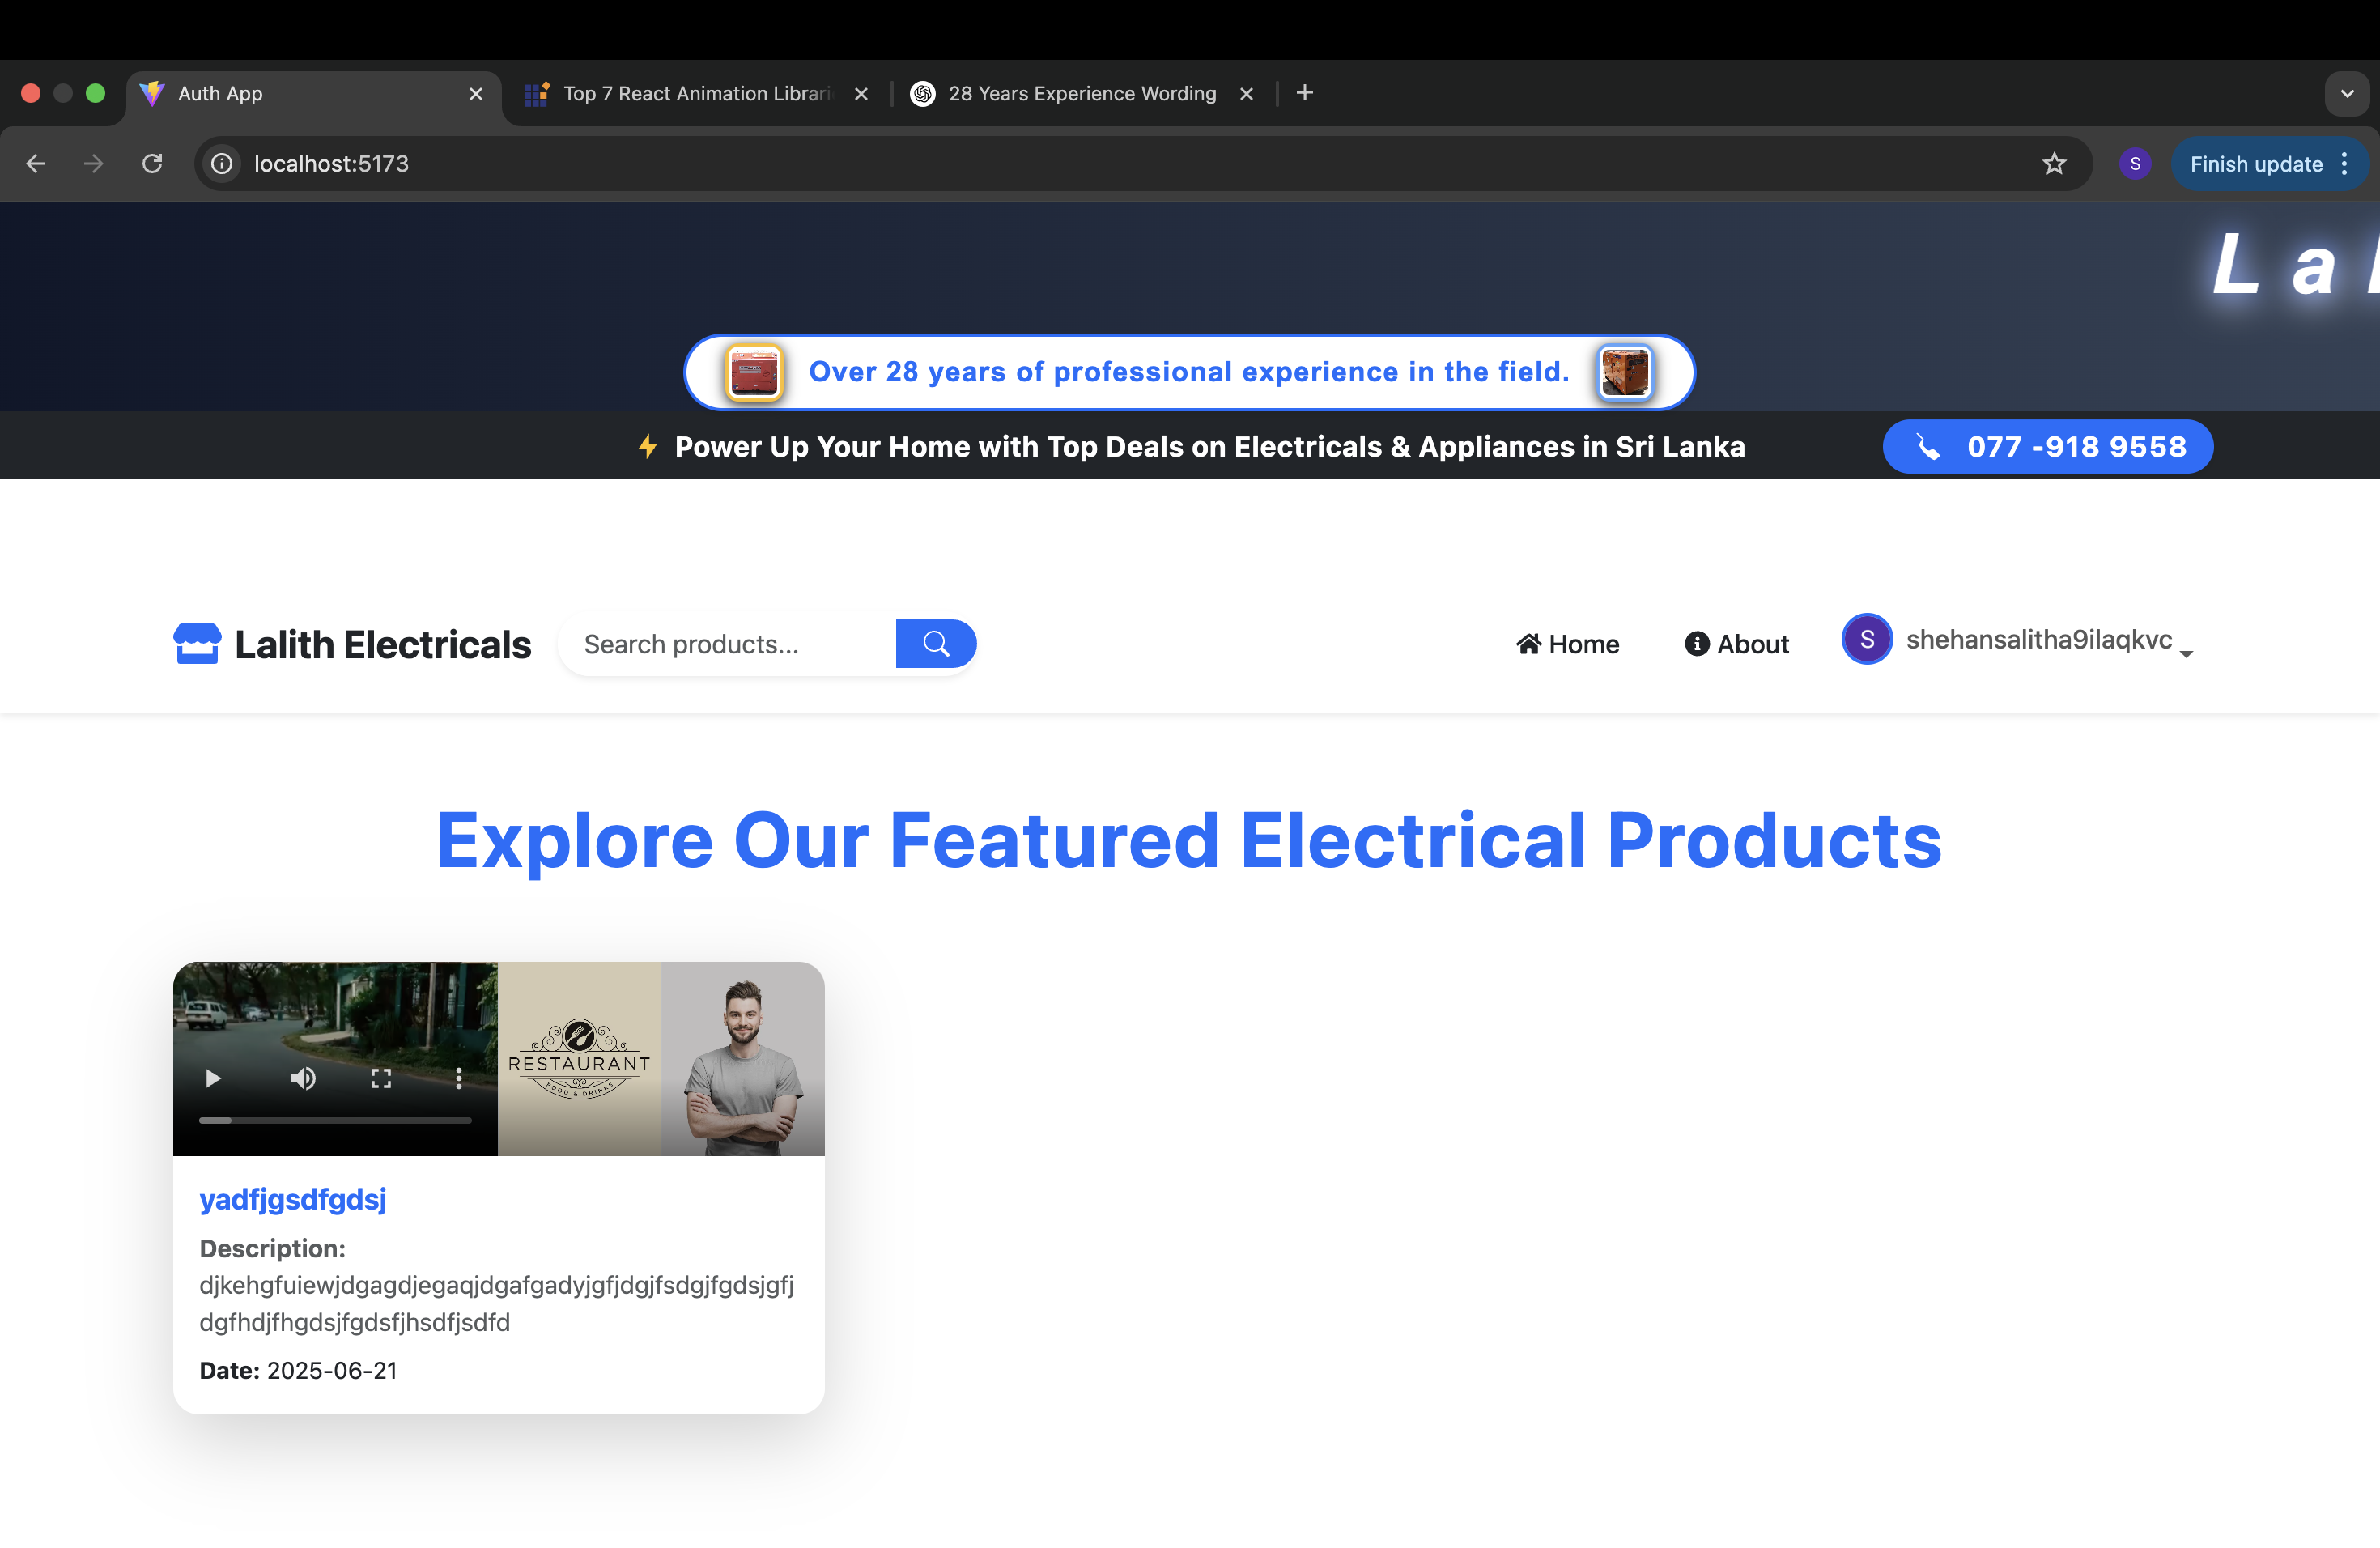 Auth App
Top 7 React Animation Librari
28 Years Experience Wording
localhost:5173
S
Finish update
Lal
Over 28 years of professional experience in the field.
Power Up Your Home with Top Deals on Electricals & Appliances in Sri Lanka
077 -918 9558
Lalith Electricals
Search products...
Home
About
S
shehansalitha9ilaqkvc
Explore Our Featured Electrical Products
RESTAURANT
FOOD & DRINKS
yadfjgsdfgdsj
Description:
djkehgfuiewjdgagdjegaqjdgafgadyjgfjdgjfsdgjfgdsjgfj
dgfhdjfhgdsjfgdsfjhsdfjsdfd
Date: 2025-06-21